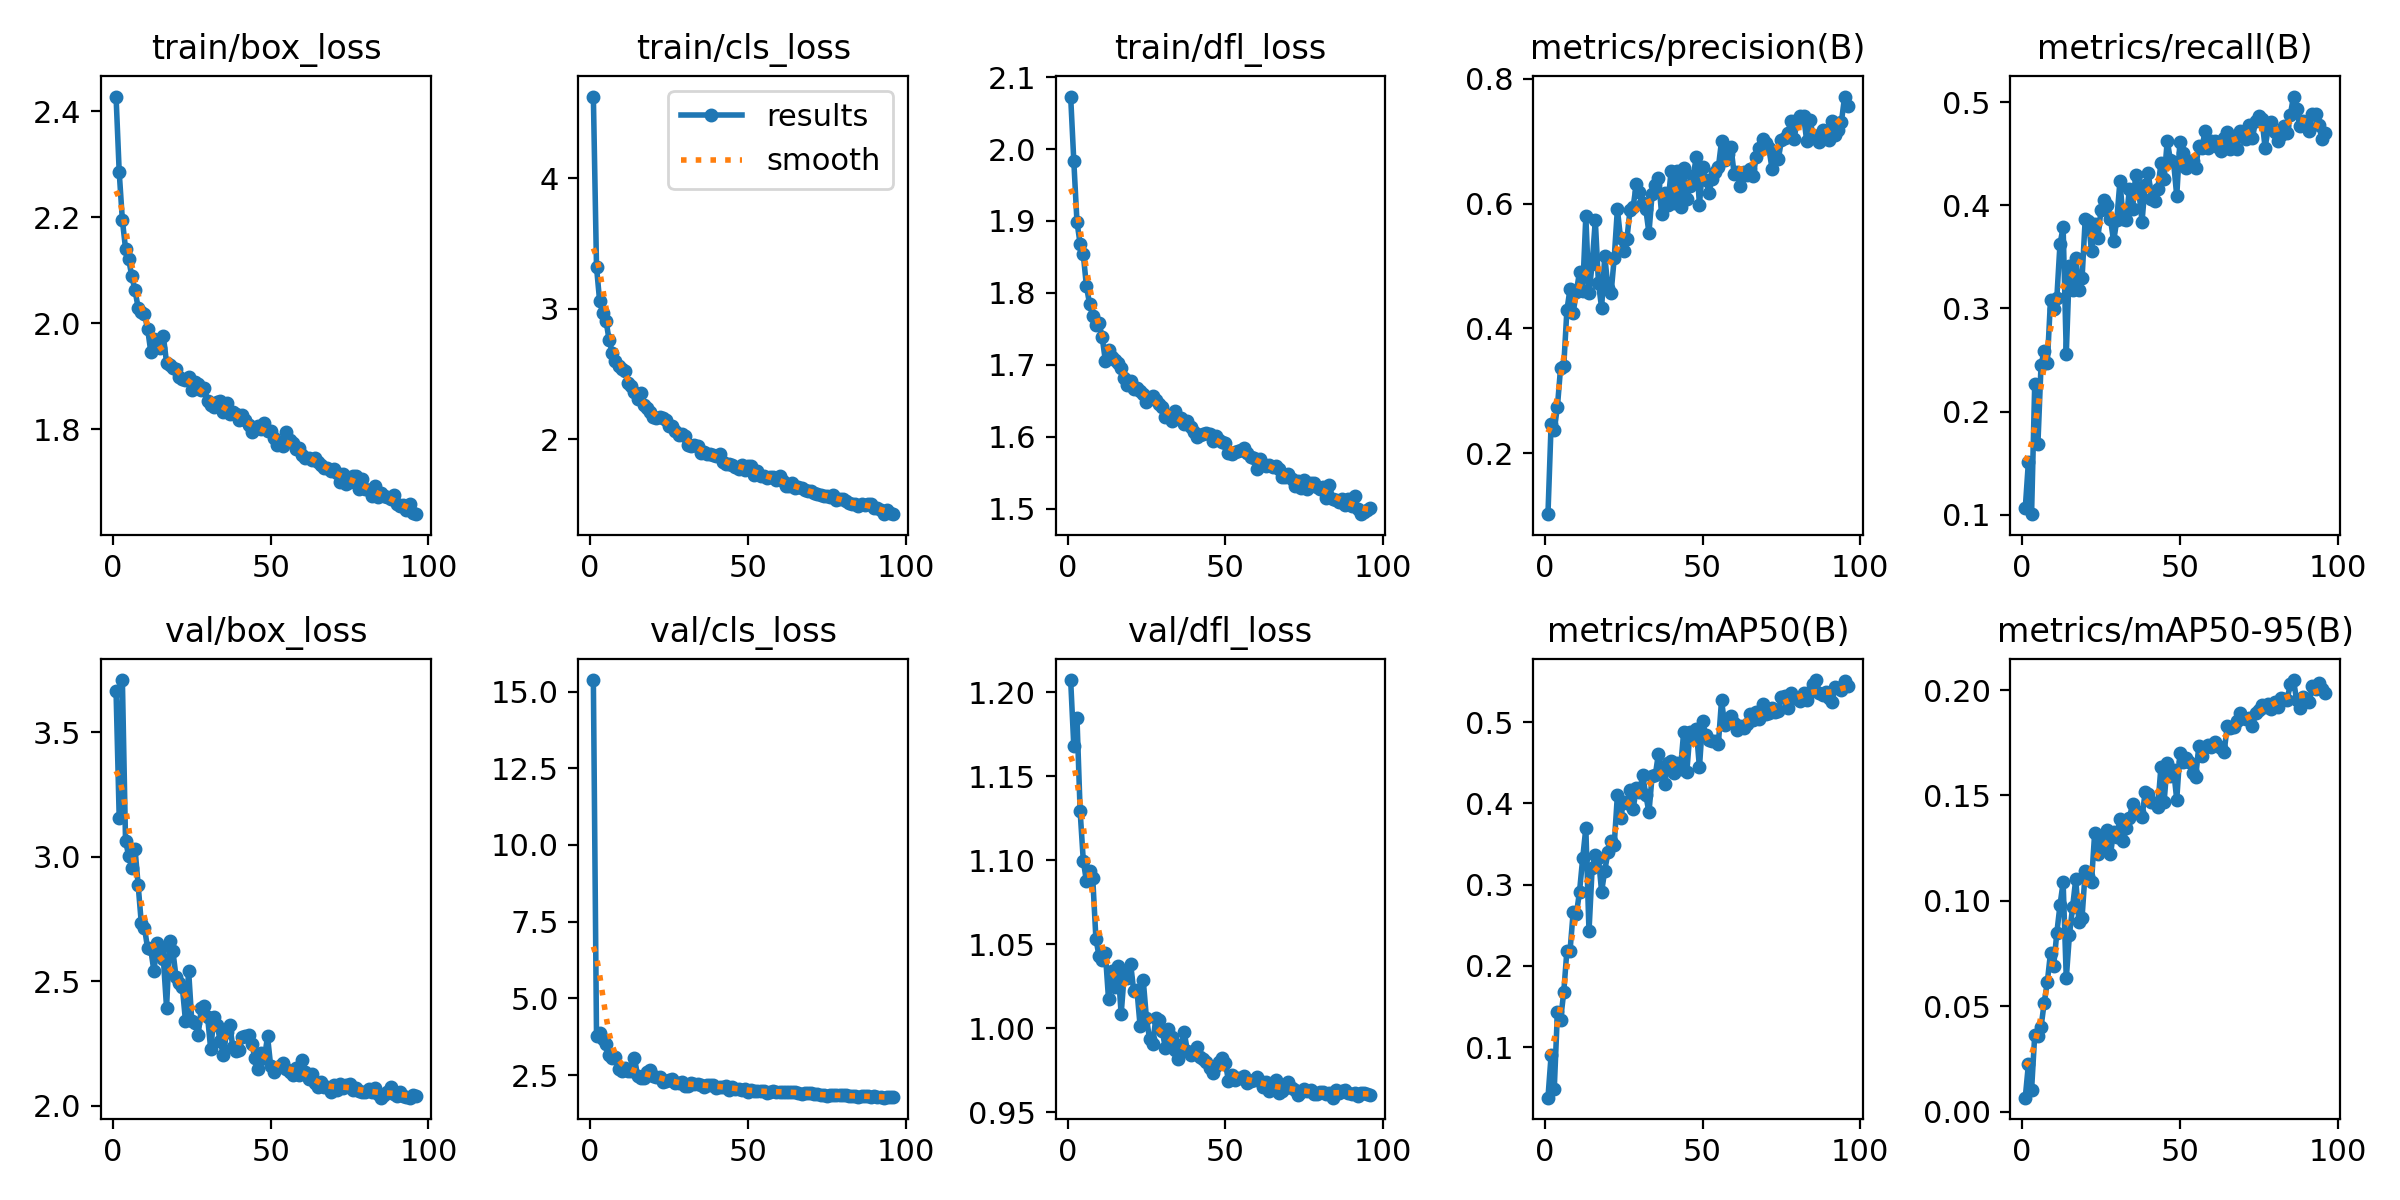 train/box_loss
2.4
2.2
2.0
1.8
0 50 100
train/cls_loss
results
smooth
4
3
2
0 50 100
train/dfl_loss
2.1
2.0
1.9
1.8
1.7
1.6
1.5
0 50 100
metrics/precision(B)
0.8
0.6
0.4
0.2
0 50 100
metrics/recall(B)
0.5
0.4
0.3
0.2
0.1
0 50 100
val/box_loss
3.5
3.0
2.5
2.0
0 50 100
val/cls_loss
15.0
12.5
10.0
7.5
5.0
2.5
0 50 100
val/dfl_loss
1.20
1.15
1.10
1.05
1.00
0.95
0 50 100
metrics/mAP50(B)
0.5
0.4
0.3
0.2
0.1
0 50 100
metrics/mAP50-95(B)
0.20
0.15
0.10
0.05
0.00
0 50 100